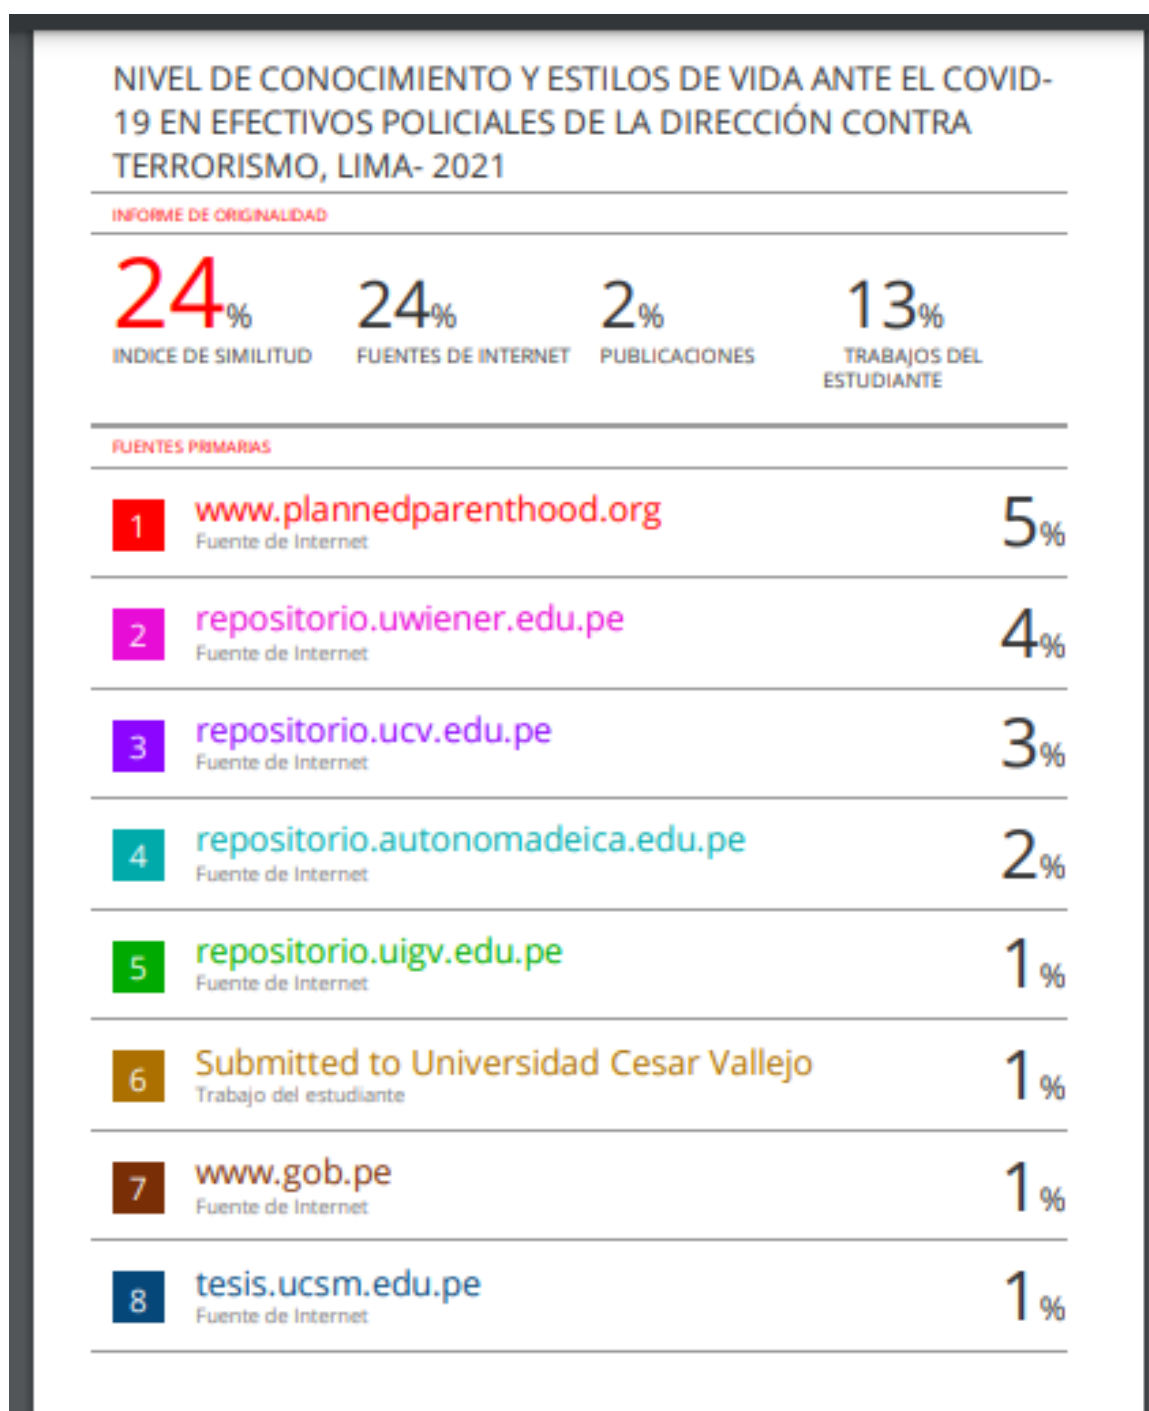 NIVEL DE CONOCIMIENTO Y ESTILOS DE VIDA ANTE EL COVID-
19 EN EFECTIVOS POLICIALES DE LA DIRECCIÓN CONTRA
TERRORISMO, LIMA- 2021
INFORME DE ORIGINALIDAD
24% 24% 2% 13%
INDICE DE SIMILITUD FUENTES DE INTERNET PUBLICACIONES TRABAJOS DEL
ESTUDIANTE
FUENTES PRIMARIAS
1 www.plannedparenthood.org 5%
Fuente de Internet
2 repositorio.uwiener.edu.pe 4%
Fuente de Internet
3 repositorio.ucv.edu.pe 3%
Fuente de Internet
4 repositorio.autonomadeica.edu.pe 2%
Fuente de Internet
5 repositorio.uigv.edu.pe 1%
Fuente de Internet
6 Submitted to Universidad Cesar Vallejo 1%
Trabajo del estudiante
7 www.gob.pe 1%
Fuente de Internet
8 tesis.ucsm.edu.pe 1%
Fuente de Internet